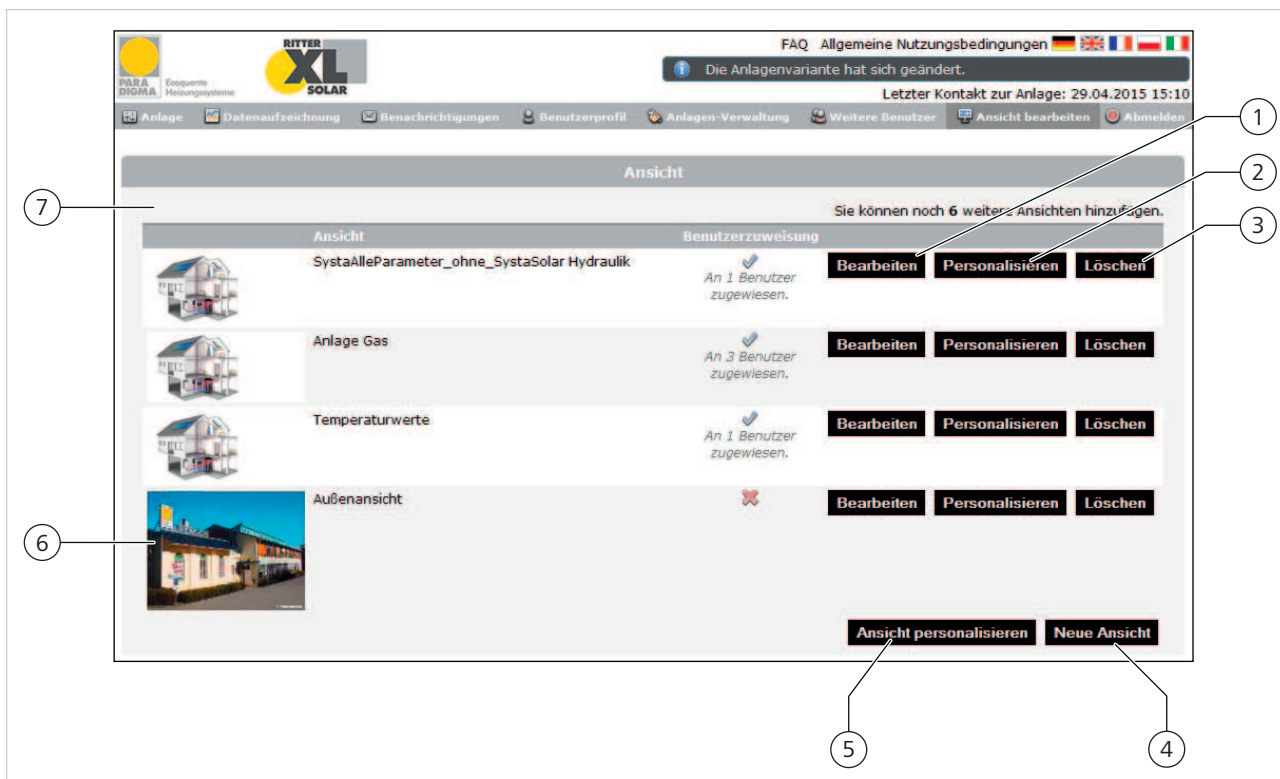 RITTER
XL
SOLAR
PARA
DIGMA
Ecoquente
Heizungssysteme
FAQ Allgemeine Nutzungsbedingungen
Die Anlagenvariante hat sich geändert.
Letzter Kontakt zur Anlage: 29.04.2015 15:10
Anlage Datenaufzeichnung Benachrichtigungen Benutzerprofil Anlagen-Verwaltung Weitere Benutzer Ansicht bearbeiten Abmelden
1
Ansicht
2
7
Sie können noch 6 weitere Ansichten hinzufügen.
3
Ansicht Benutzerzuweisung
SystaAlleParameter_ohne_SystaSolar Hydraulik
An 1 Benutzer
zugewiesen.
Bearbeiten Personalisieren Löschen
Anlage Gas
An 3 Benutzer
zugewiesen.
Bearbeiten Personalisieren Löschen
Temperaturwerte
An 1 Benutzer
zugewiesen.
Bearbeiten Personalisieren Löschen
Außenansicht
Bearbeiten Personalisieren Löschen
6
Ansicht personalisieren Neue Ansicht
5
4